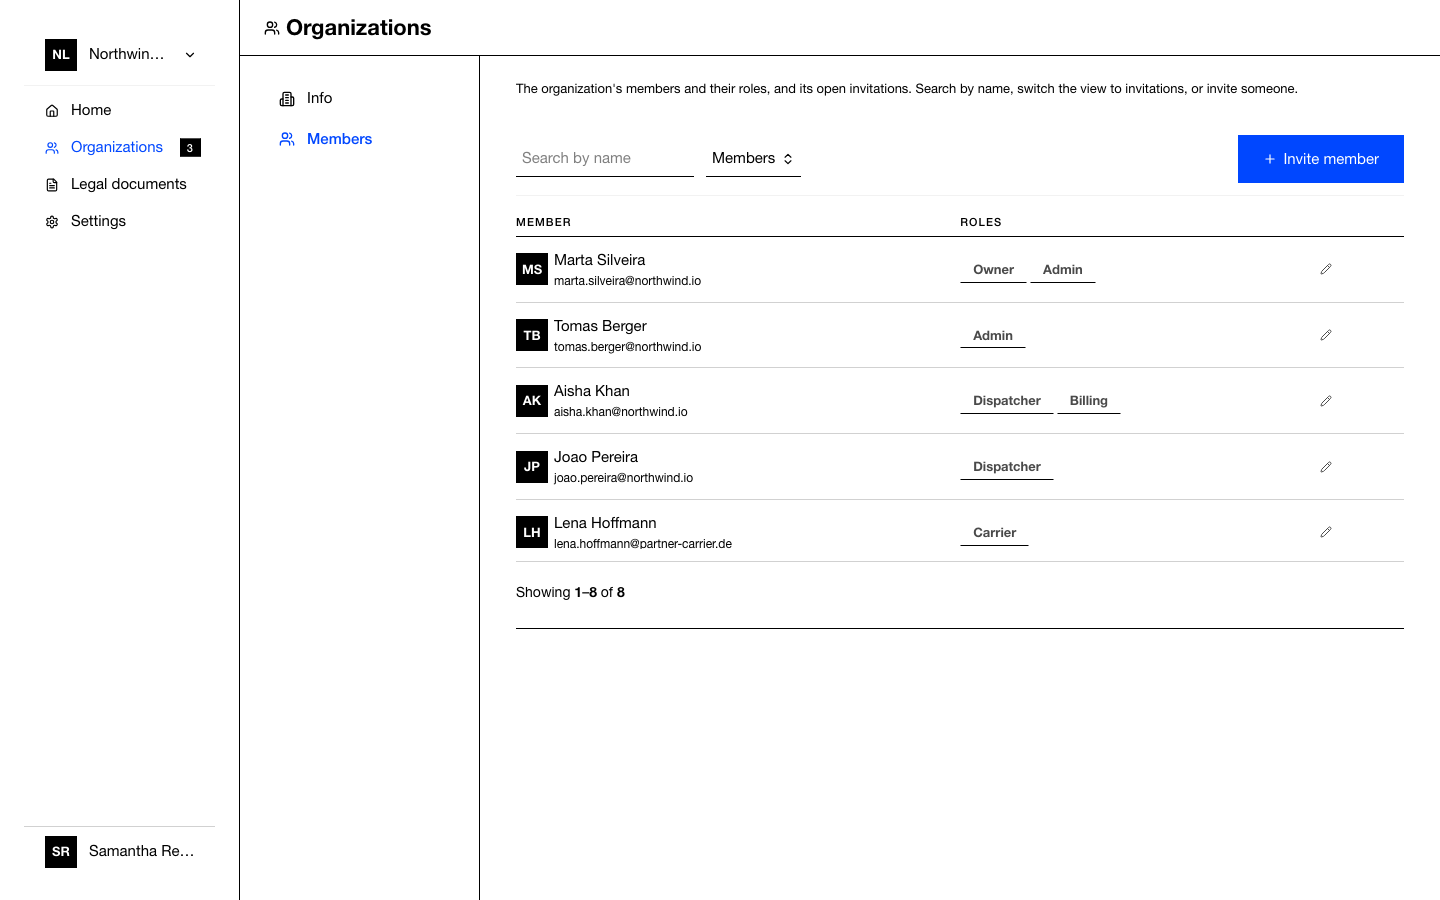 NL Northwin...
Home
Organizations 3
Legal documents
Settings
SR Samantha Re...
Organizations
Info
Members
The organization's members and their roles, and its open invitations. Search by name, switch the view to invitations, or invite someone.
Search by name Members + Invite member
MEMBER ROLES
MS Marta Silveira Owner Admin
marta.silveira@northwind.io
TB Tomas Berger Admin
tomas.berger@northwind.io
AK Aisha Khan Dispatcher Billing
aisha.khan@northwind.io
JP Joao Pereira Dispatcher
joao.pereira@northwind.io
LH Lena Hoffmann Carrier
lena.hoffmann@partner-carrier.de
Showing 1–8 of 8